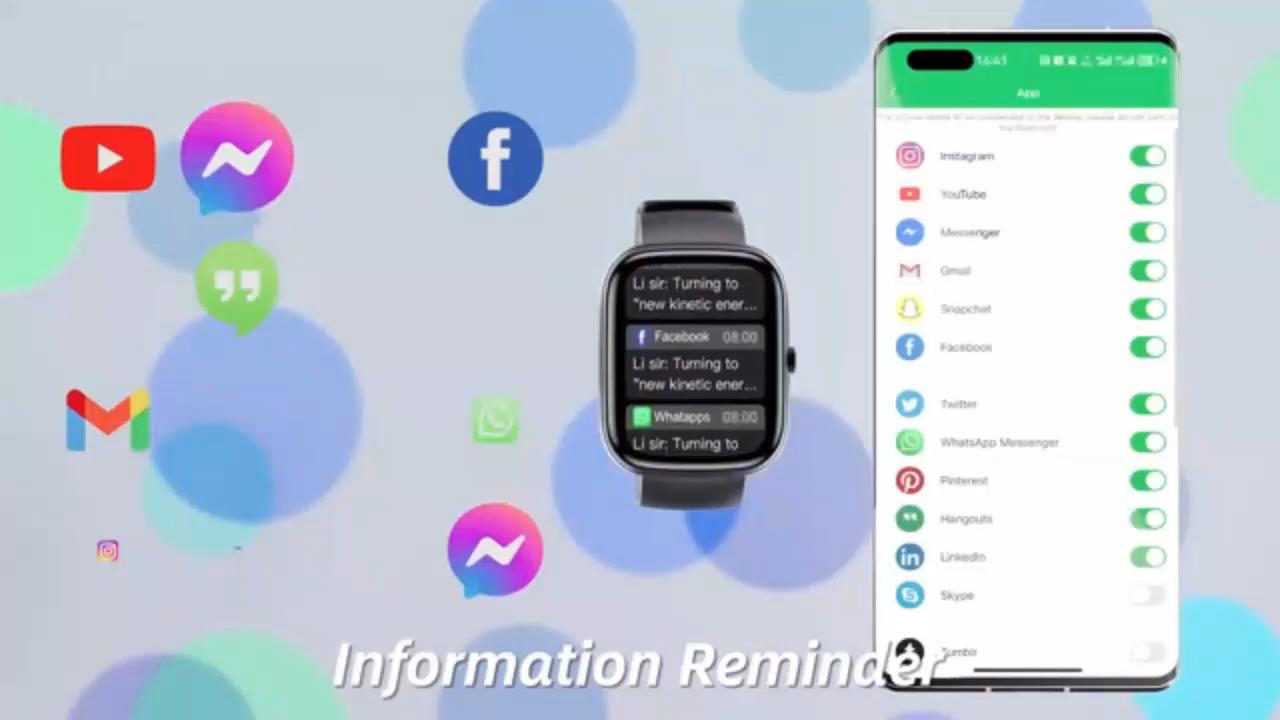 16:43
App
Instagram
YouTube
Messenger
Gmail
Snapchat
Facebook
Twitter
WhatsApp Messenger
Pinterest
Hangouts
LinkedIn
Skype
Tumblr
Li sir: Turning to
"new kinetic ener...
Facebook 08:00
Li sir: Turning to
"new kinetic ener...
Whatapps 08:00
Li sir: Turning to
Information Reminder